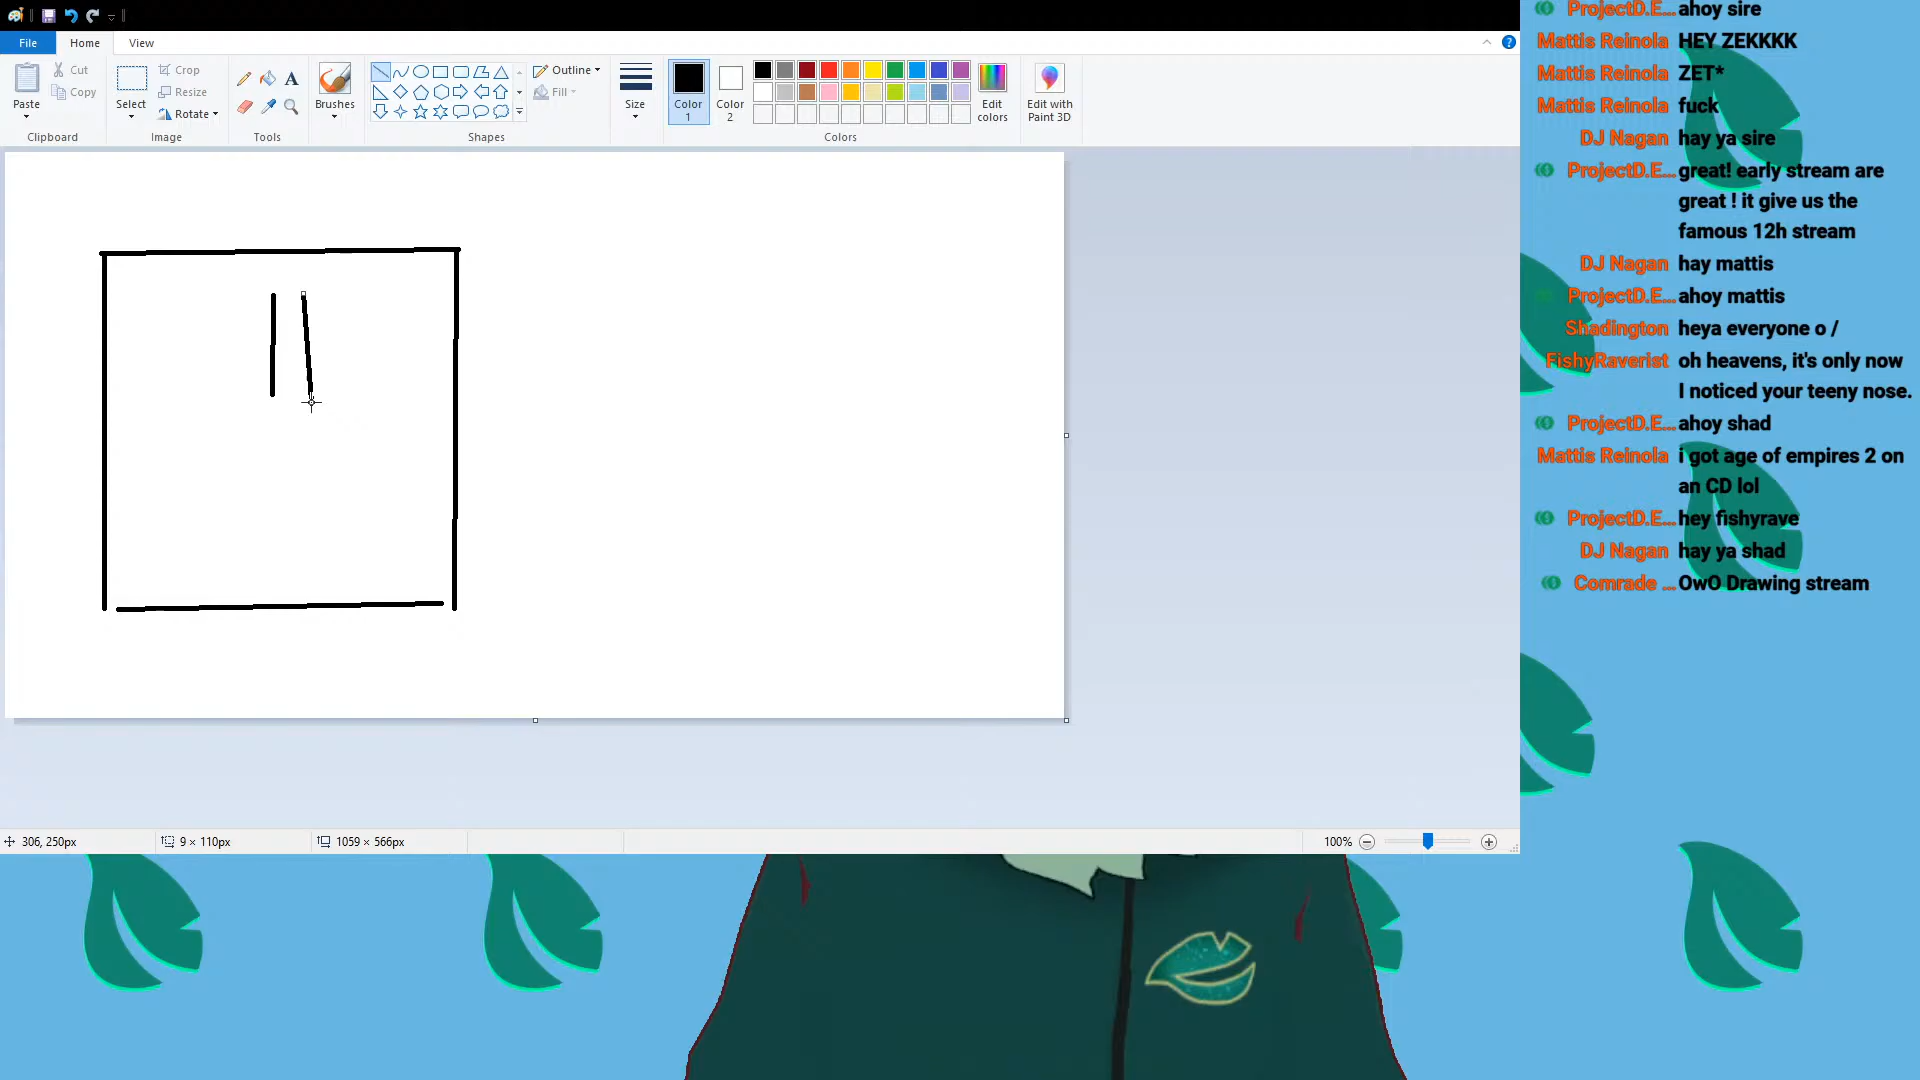 File
Home
View
Paste
Cut
Copy
Clipboard
Select
Crop
Resize
Rotate
Image
A
Tools
Brushes
Outline
Fill
Shapes
Size
Color
1
Color
2
Edit
colors
Colors
Edit with
Paint 3D
306, 250px
9 × 110px
1059 × 566px
100%
ProjectD.E... ahoy sire
Mattis Reinola HEY ZEKKKK
Mattis Reinola ZET*
Mattis Reinola fuck
DJ Nagan hay ya sire
ProjectD.E... great! early stream are
great ! it give us the
famous 12h stream
DJ Nagan hay mattis
ProjectD.E... ahoy mattis
Shadington heya everyone o /
FishyRaverist oh heavens, it's only now
I noticed your teeny nose.
ProjectD.E... ahoy shad
Mattis Reinola i got age of empires 2 on
an CD lol
ProjectD.E... hey fishyrave
DJ Nagan hay ya shad
Comrade ... OwO Drawing stream